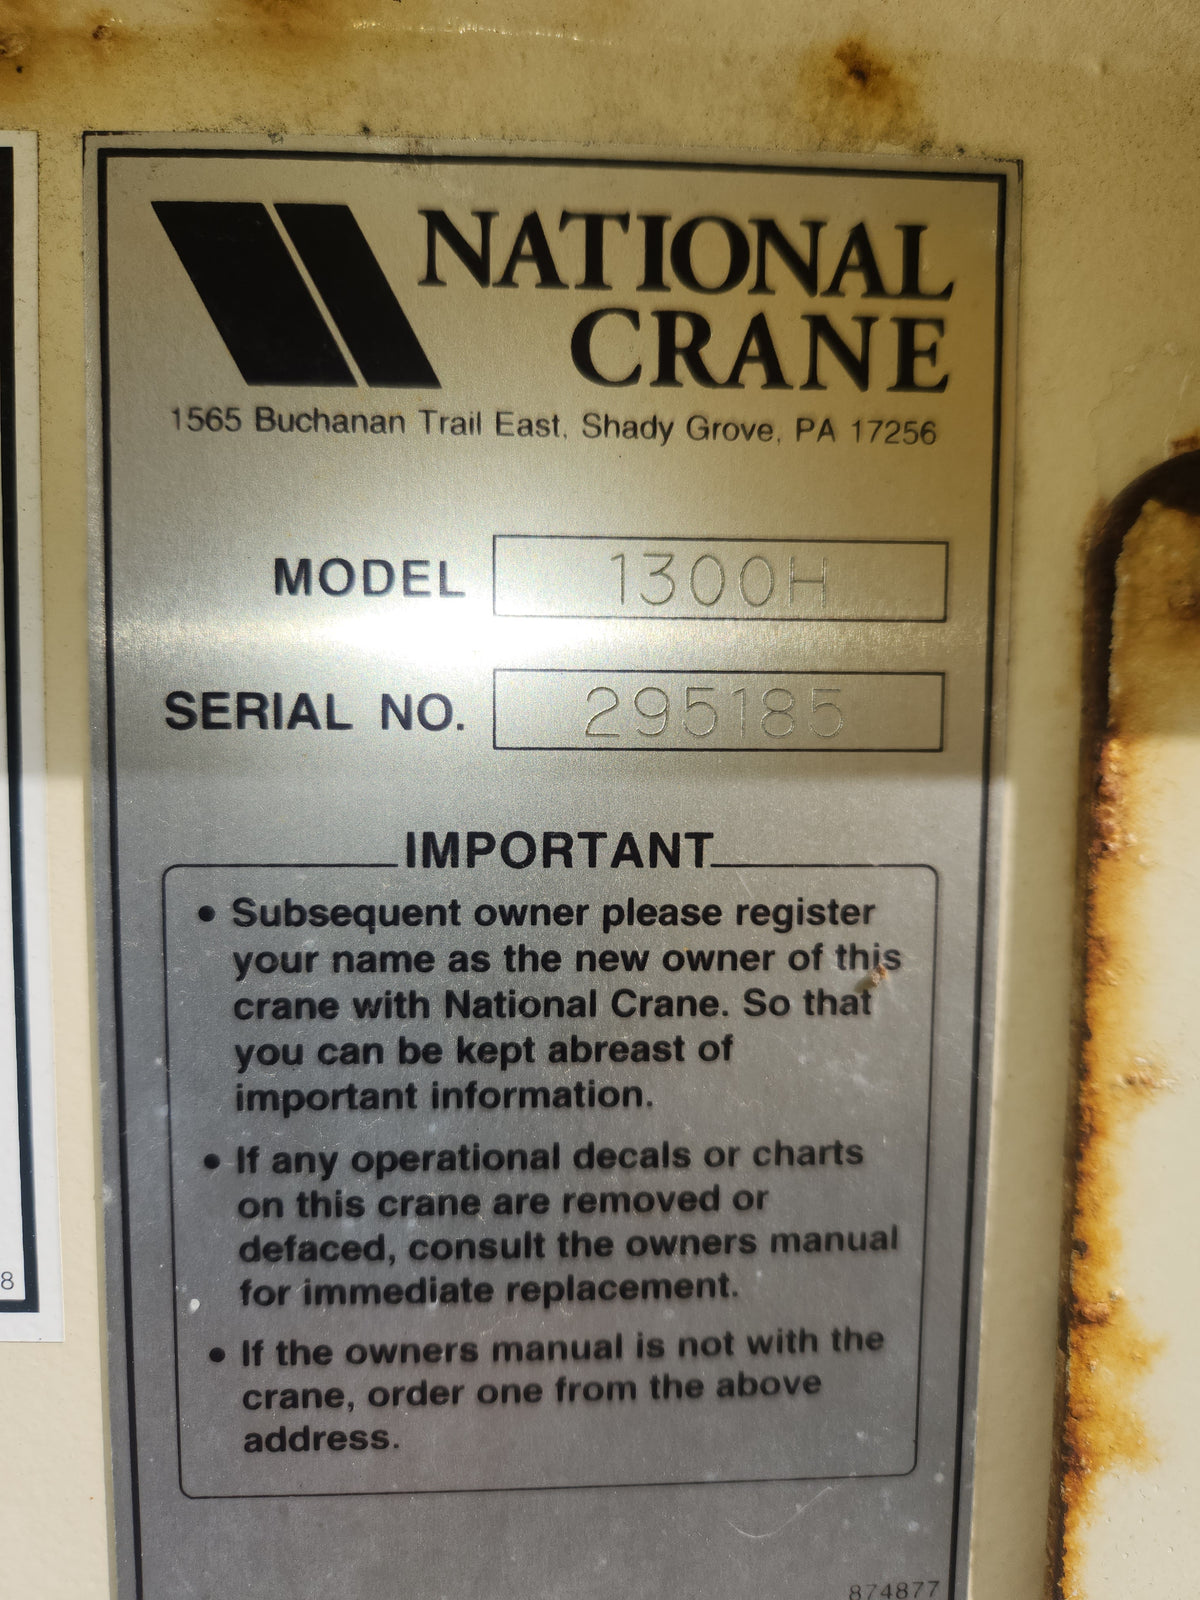 NATIONAL
CRANE
1565 Buchanan Trail East, Shady Grove, PA 17256
MODEL 1300H
SERIAL NO. 295185
IMPORTANT
• Subsequent owner please register
your name as the new owner of this
crane with National Crane. So that
you can be kept abreast of
important information.
• If any operational decals or charts
on this crane are removed or
defaced, consult the owners manual
for immediate replacement.
• If the owners manual is not with the
crane, order one from the above
address.
874877
8